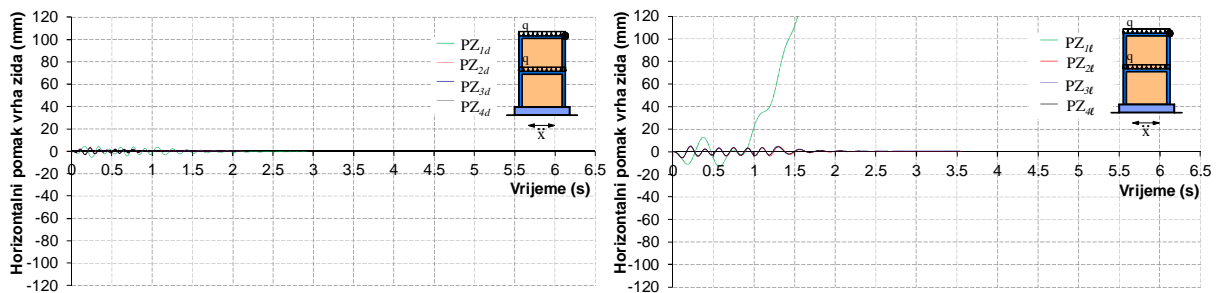 Horizontalni pomak vrha zida (mm)
120
100
80
60
40
20
0
-20
-40
-60
-80
-100
-120
0 0.5 1 1.5 2 2.5 3 3.5 4 4.5 5 5.5 6 6.5
Vrijeme (s)
PZ1d
PZ2d
PZ3d
PZ4d
q
q
ẍ
Horizontalni pomak vrha zida (mm)
120
100
80
60
40
20
0
-20
-40
-60
-80
-100
-120
0 0.5 1 1.5 2 2.5 3 3.5 4 4.5 5 5.5 6 6.5
Vrijeme (s)
PZ1ℓ
PZ2ℓ
PZ3ℓ
PZ4ℓ
q
q
ẍ